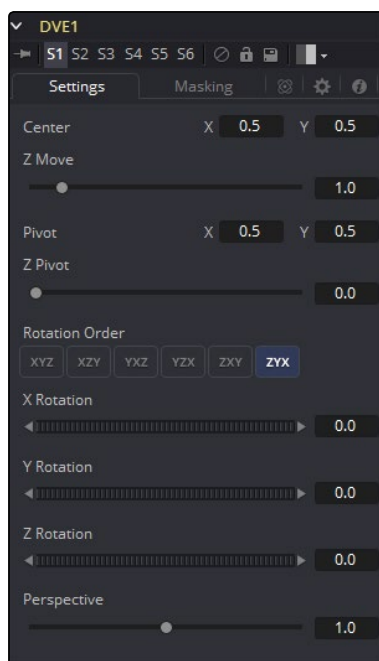 DVE1
S1 S2 S3 S4 S5 S6
Settings Masking
Center X 0.5 Y 0.5
Z Move
1.0
Pivot X 0.5 Y 0.5
Z Pivot
0.0
Rotation Order
XYZ XZY YXZ YZX ZXY ZYX
X Rotation
0.0
Y Rotation
0.0
Z Rotation
0.0
Perspective
1.0